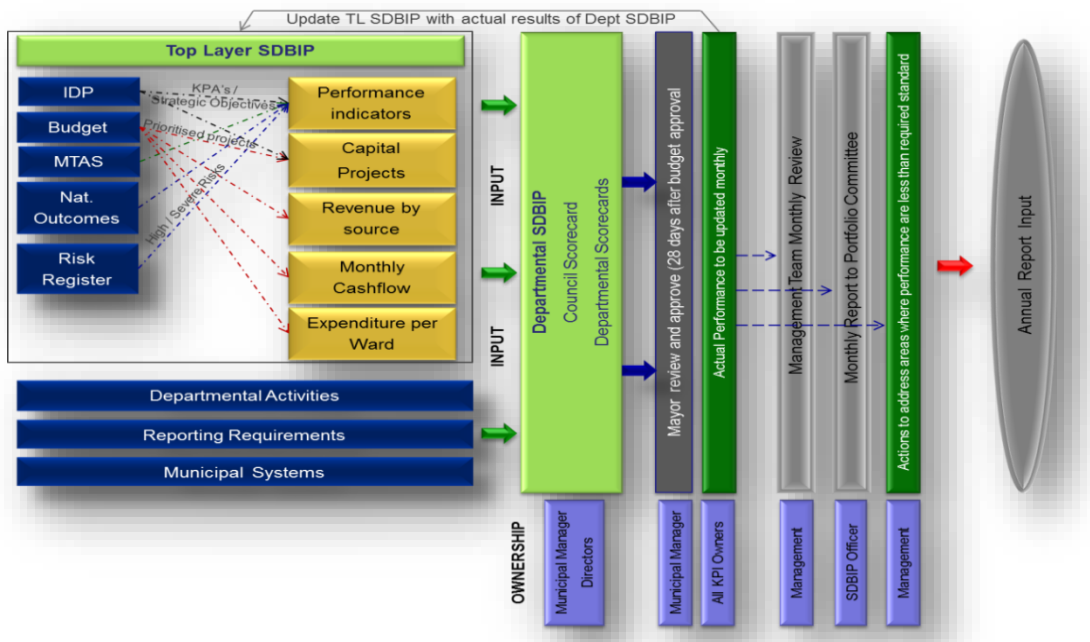 Update TL SDBIP with actual results of Dept SDBIP
Top Layer SDBIP
IDP
Budget
MTAS
Nat.
Outcomes
Risk
Register
KPA's /
Strategic Objectives
Prioritised projects
High / Severe Risks
Performance
indicators
Capital
Projects
Revenue by
source
Monthly
Cashflow
Expenditure per
Ward
Departmental Activities
Reporting Requirements
Municipal Systems
INPUT
INPUT
Departmental SDBIP
Council Scorecard
Departmental Scorecards
Mayor review and approve (28 days after budget approval
Actual Performance to be updated monthly
Management Team Monthly Review
Monthly Report to Portfolio Committee
Actions to address areas where performance are less than required standard
Annual Report Input
OWNERSHIP
Municipal Manager
Directors
Municipal Manager
All KPI Owners
Management
SDBIP Officer
Management